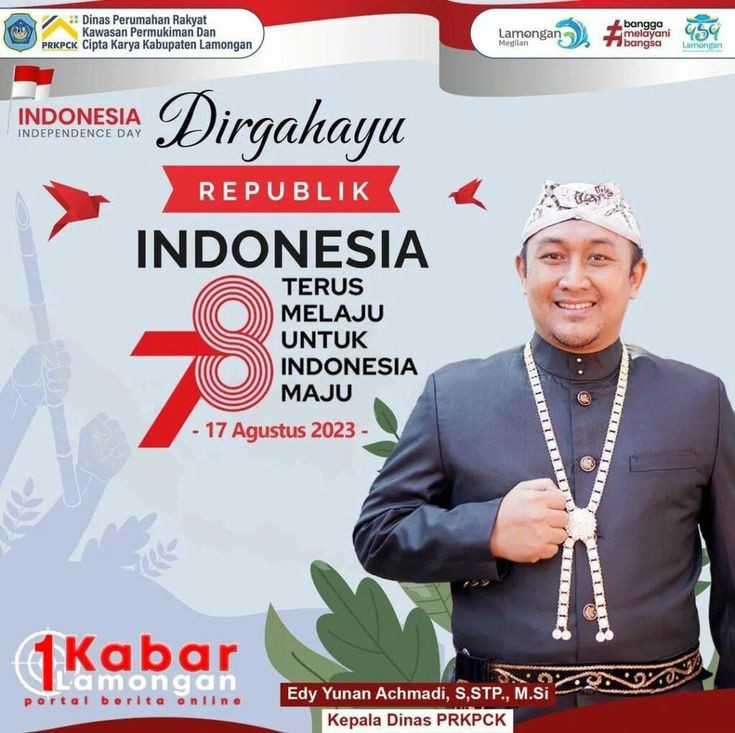 Dinas Perumahan Rakyat
Kawasan Permukiman Dan
Cipta Karya Kabupaten Lamongan
PRKPCK
Lamongan
Megilan
#bangga
melayani
bangsa
454
Lamongan
INDONESIA
INDEPENDENCE DAY
Dirgahayu
REPUBLIK
INDONESIA
78
TERUS
MELAJU
UNTUK
INDONESIA
MAJU
- 17 Agustus 2023 -
1Kabar
Lamongan
portal berita online
Edy Yunan Achmadi, S,STP., M.Si
Kepala Dinas PRKPCK